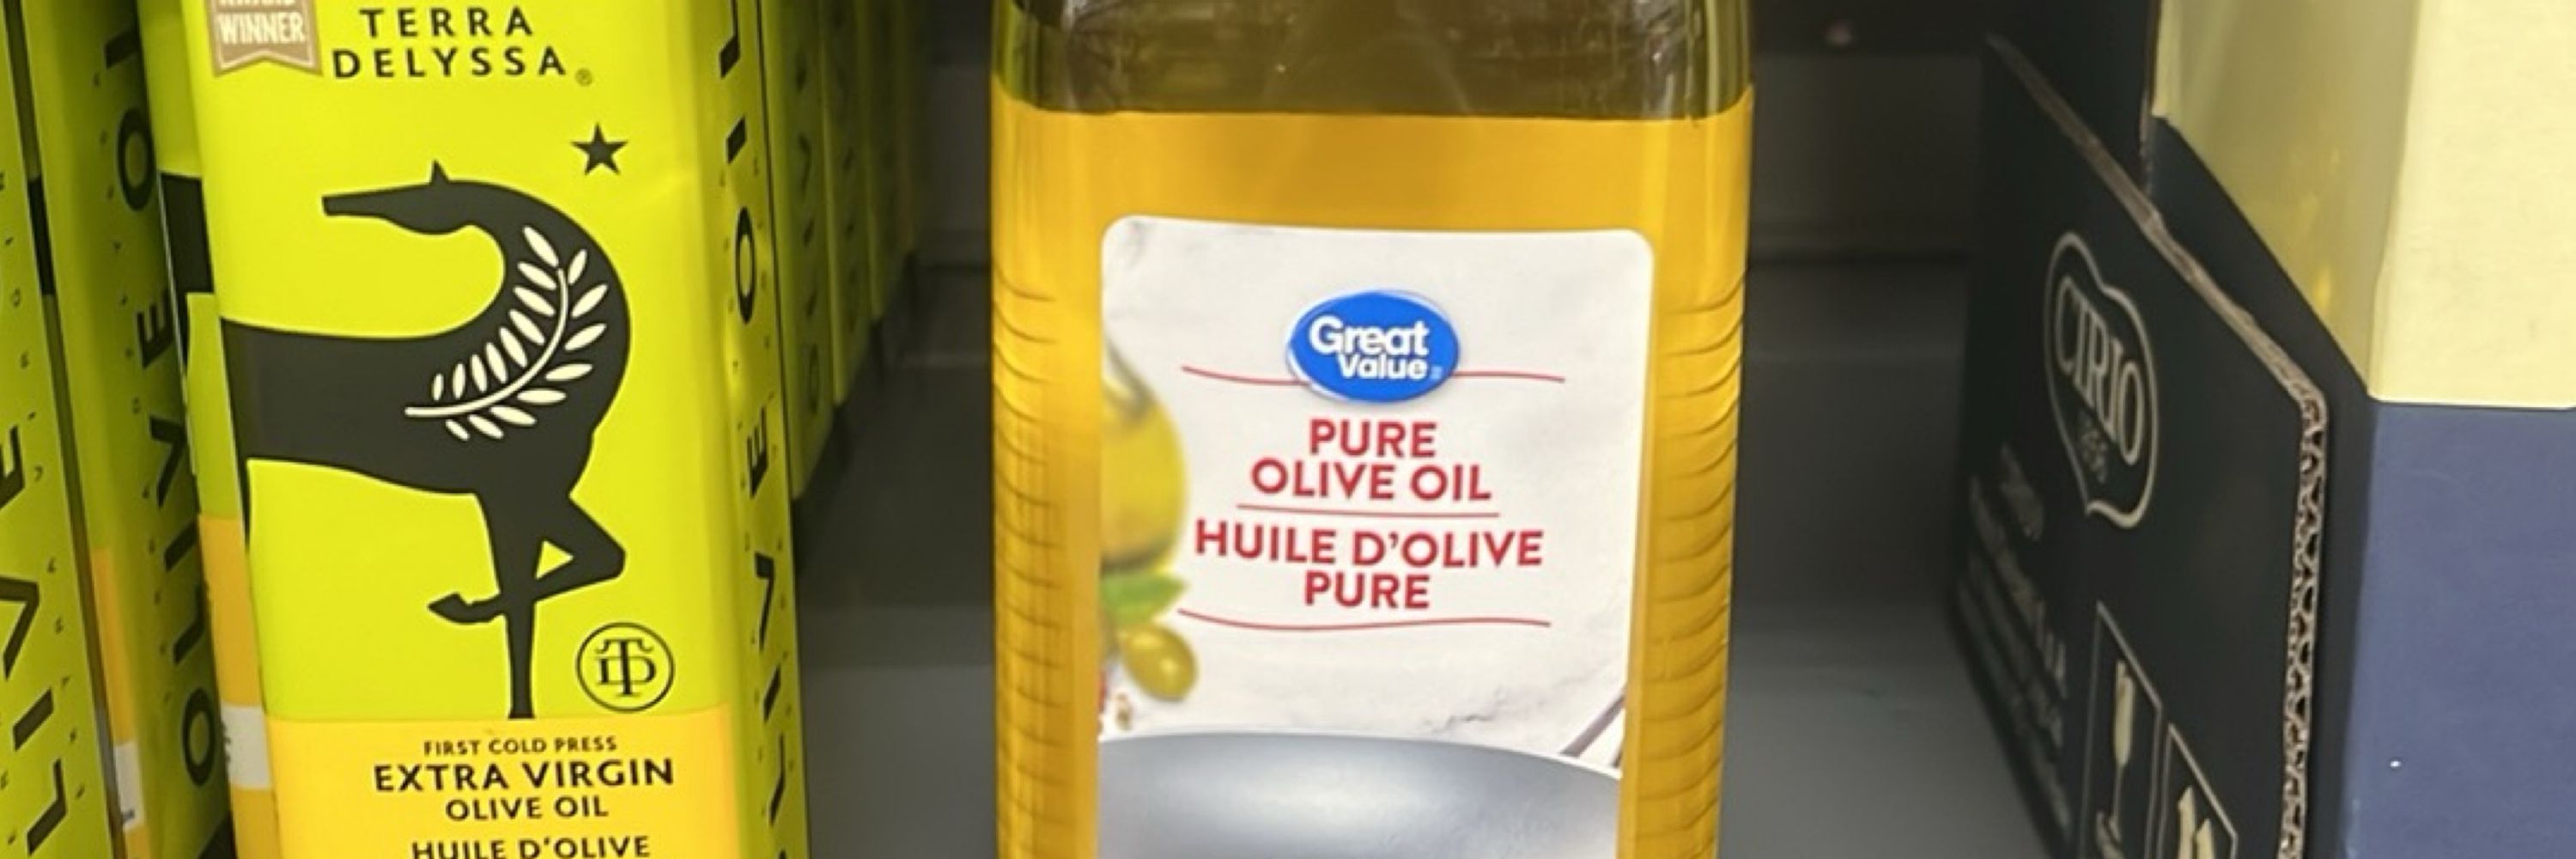 WINNER
TERRA
DELYSSA®
FIRST COLD PRESS
EXTRA VIRGIN
OLIVE OIL
HUILE D'OLIVE
Great
Value
PURE
OLIVE OIL
HUILE D'OLIVE
PURE
CIRIO